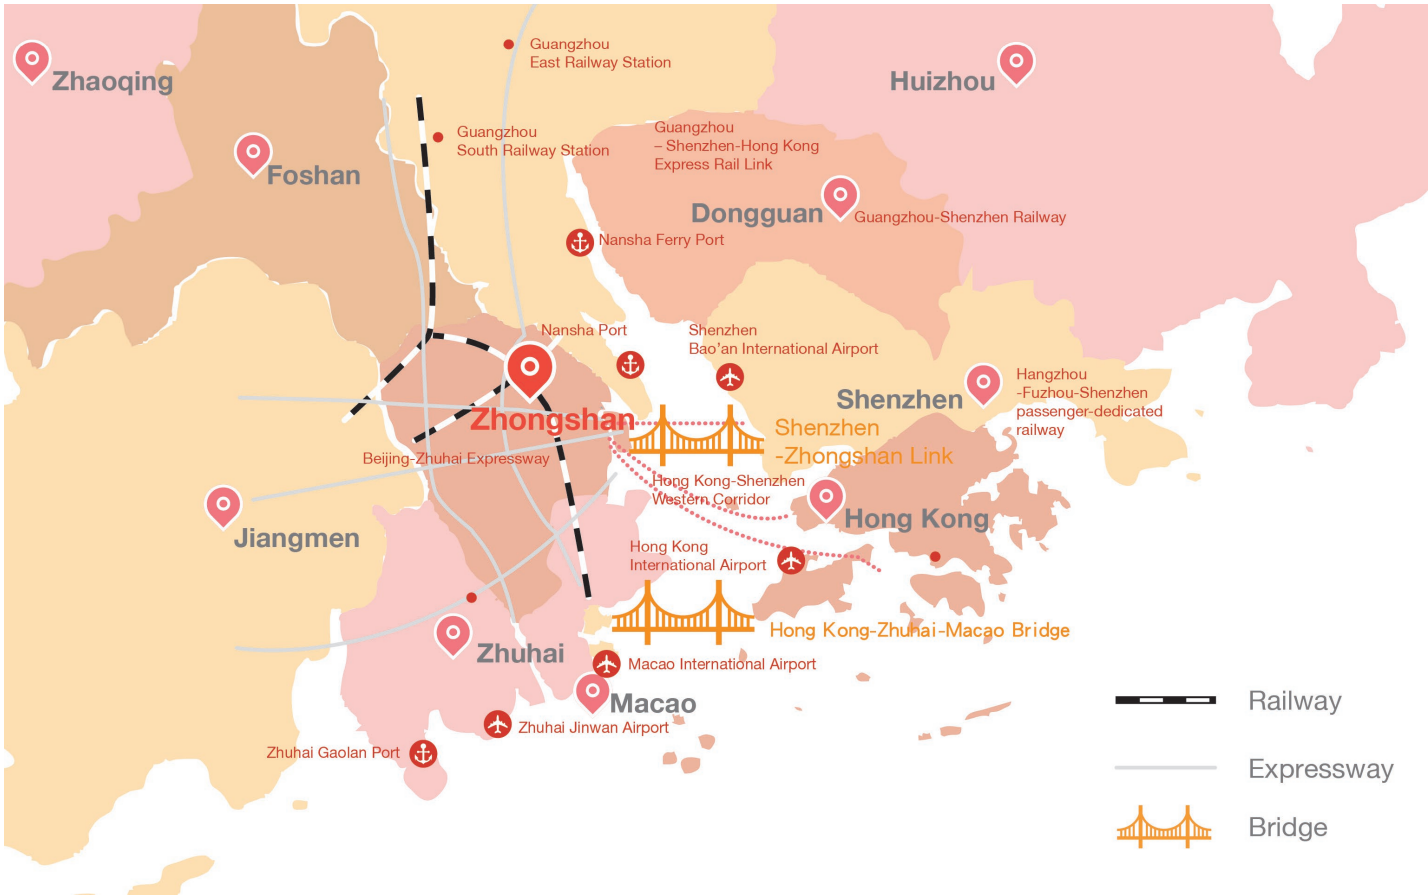 Guangzhou
East Railway Station
Zhaoqing
Huizhou
Guangzhou
South Railway Station
Guangzhou
– Shenzhen-Hong Kong
Express Rail Link
Foshan
Dongguan
Guangzhou-Shenzhen Railway
Nansha Ferry Port
Nansha Port
Shenzhen
Bao’an International Airport
Hangzhou
-Fuzhou-Shenzhen
passenger-dedicated
railway
Shenzhen
Zhongshan
Shenzhen
-Zhongshan Link
Beijing-Zhuhai Expressway
Hong Kong-Shenzhen
Western Corridor
Hong Kong
Jiangmen
Hong Kong
International Airport
Hong Kong-Zhuhai-Macao Bridge
Zhuhai
Macao International Airport
Macao
Zhuhai Jinwan Airport
Zhuhai Gaolan Port
Railway
Expressway
Bridge